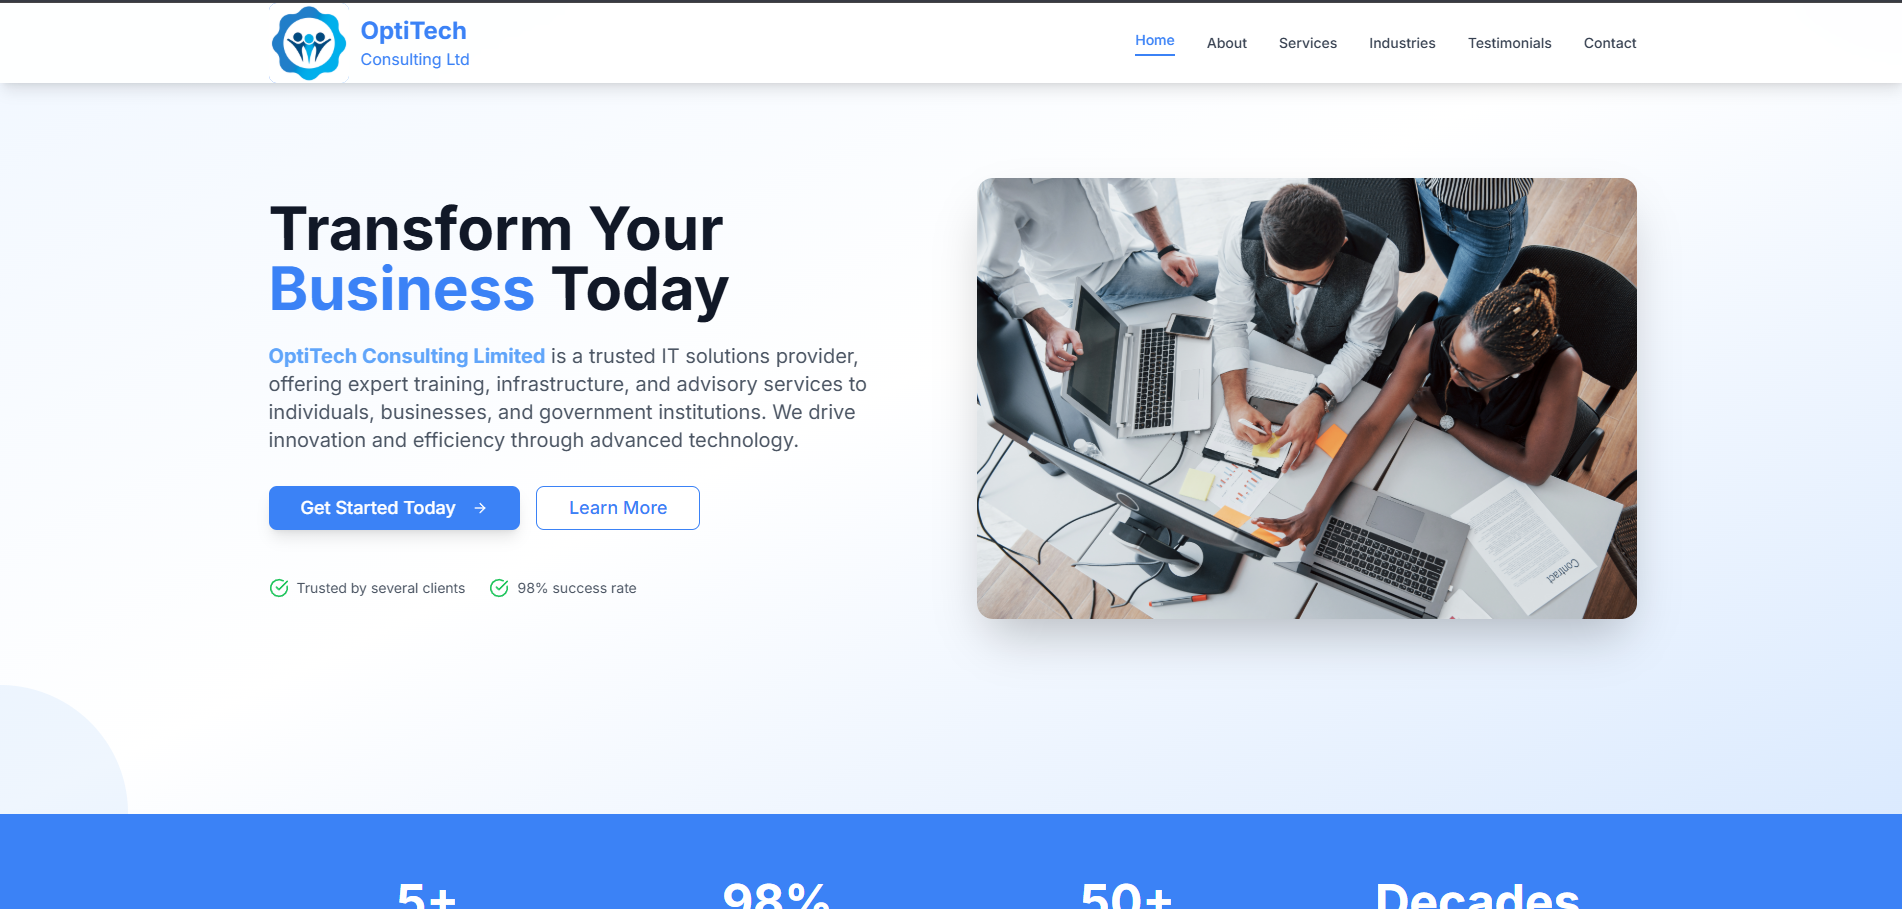 OptiTech
Consulting Ltd
Home
About
Services
Industries
Testimonials
Contact
Transform Your
Business Today
OptiTech Consulting Limited is a trusted IT solutions provider,
offering expert training, infrastructure, and advisory services to
individuals, businesses, and government institutions. We drive
innovation and efficiency through advanced technology.
Get Started Today
Learn More
Trusted by several clients
98% success rate
Contract
5+
98%
50+
Decades